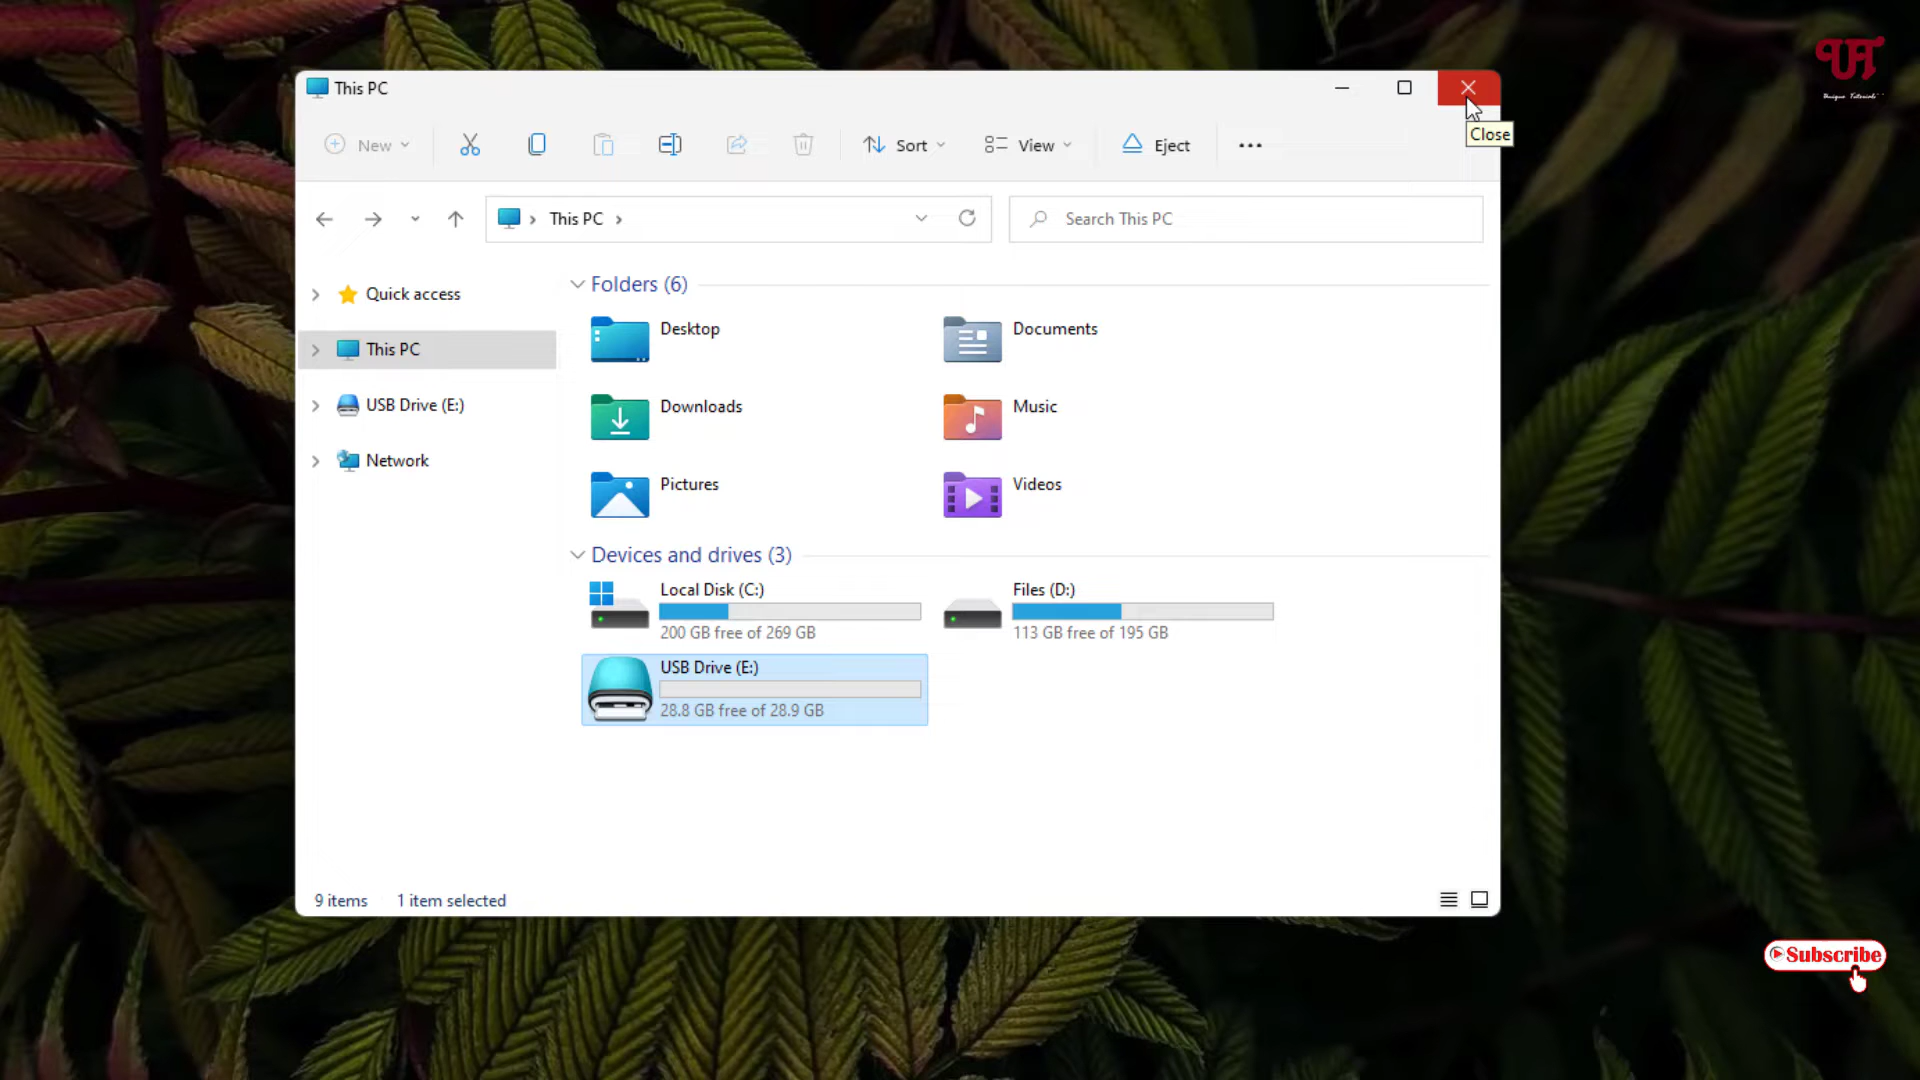 This PC
Close
New
Sort
View
Eject
This PC
Search This PC
Quick access
This PC
USB Drive (E:)
Network
Folders (6)
Desktop
Documents
Downloads
Music
Pictures
Videos
Devices and drives (3)
Local Disk (C:)
200 GB free of 269 GB
Files (D:)
113 GB free of 195 GB
USB Drive (E:)
28.8 GB free of 28.9 GB
9 items
1 item selected
Unique Tutorials
Subscribe